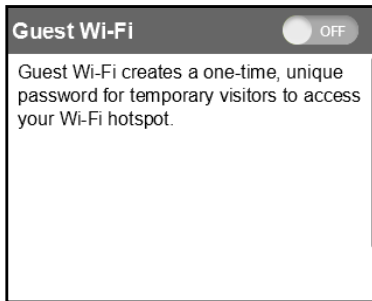 Guest Wi-Fi
OFF
Guest Wi-Fi creates a one-time, unique
password for temporary visitors to access
your Wi-Fi hotspot.